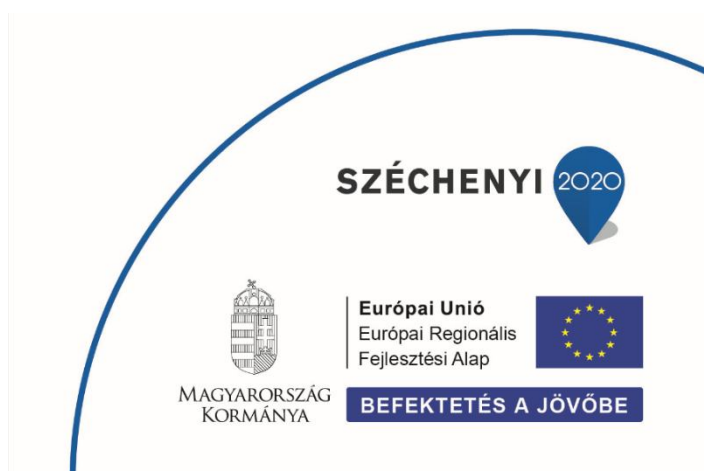 SZÉCHENYI 2020
Európai Unió
Európai Regionális
Fejlesztési Alap
MAGYARORSZÁG
KORMÁNYA
BEFEKTETÉS A JÖVŐBE